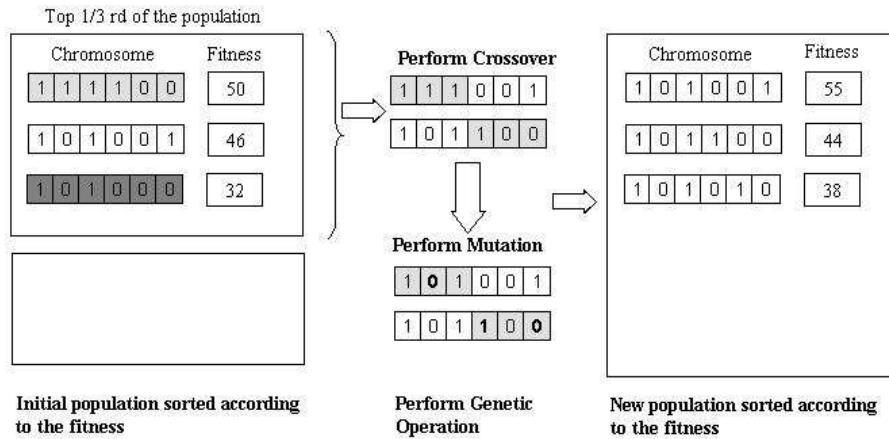 Top 1/3 rd of the population
Chromosome Fitness
1 1 1 1 0 0 50
1 0 1 0 0 1 46
1 0 1 0 0 0 32
Perform Crossover
1 1 1 0 0 1
1 0 1 1 0 0
Perform Mutation
1 0 1 0 0 1
1 0 1 1 0 0
Chromosome Fitness
1 0 1 0 0 1 55
1 0 1 1 0 0 44
1 0 1 0 1 0 38
Initial population sorted according
to the fitness
Perform Genetic
Operation
New population sorted according
to the fitness